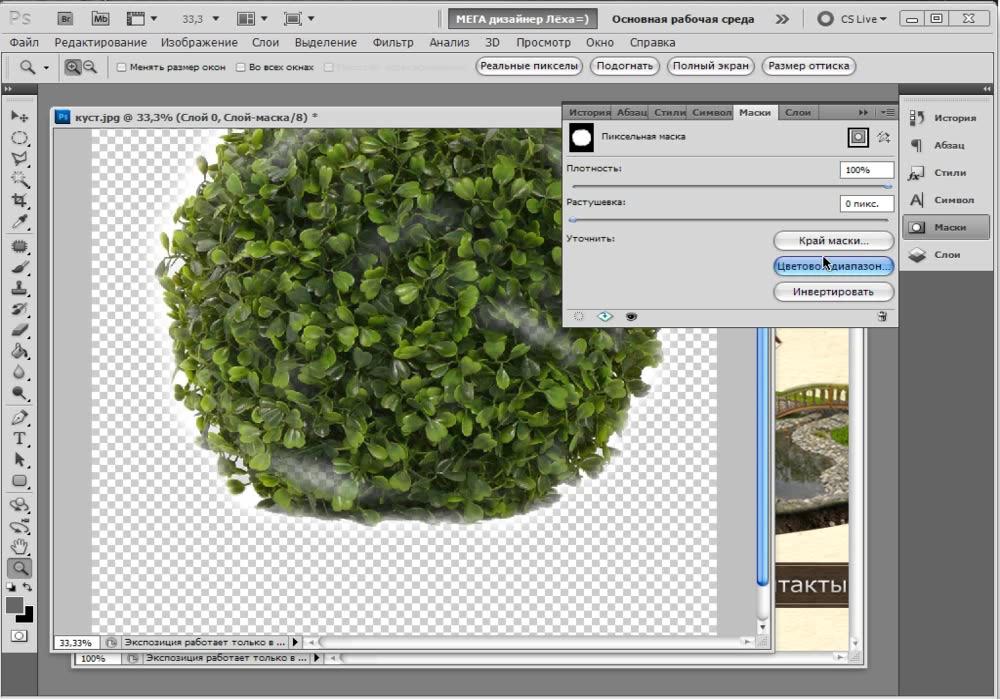 Ps Br Mb 33,3 МЕГА дизайнер Лёха=) Основная рабочая среда CS Live
Файл Редактирование Изображение Слои Выделение Фильтр Анализ 3D Просмотр Окно Справка
Менять размер окон Во всех окнах Реальные пикселы Подогнать Полный экран Размер оттиска
Ps куст.jpg @ 33,3% (Слой 0, Слой-маска/8) *
История Абзац Стили Символ Маски Слои
Пиксельная маска
Плотность: 100%
Растушевка: 0 пикс.
Уточнить: Край маски...
Цветовой диапазон...
Инвертировать
История
Абзац
Стили
Символ
Маски
Слои
такты
33,33% Экспозиция работает только в ...
100% Экспозиция работает только в ...